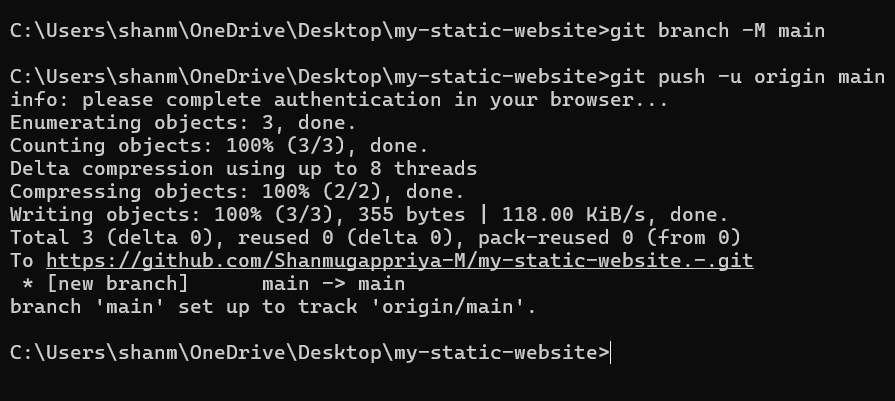 C:\Users\shanm\OneDrive\Desktop\my-static-website>git branch -M main
C:\Users\shanm\OneDrive\Desktop\my-static-website>git push -u origin main
info: please complete authentication in your browser...
Enumerating objects: 3, done.
Counting objects: 100% (3/3), done.
Delta compression using up to 8 threads
Compressing objects: 100% (2/2), done.
Writing objects: 100% (3/3), 355 bytes | 118.00 KiB/s, done.
Total 3 (delta 0), reused 0 (delta 0), pack-reused 0 (from 0)
To https://github.com/Shanmugappriya-M/my-static-website.-.git
 * [new branch]      main -> main
branch 'main' set up to track 'origin/main'.
C:\Users\shanm\OneDrive\Desktop\my-static-website>